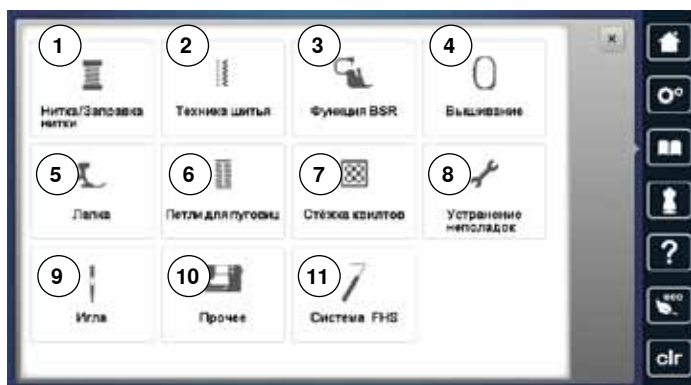 1 2 3 4
Нитка/Заправка нитки
Техника шитья
Функция BSR
Вышивание
5 6 7 8
Лапка
Петли для пуговиц
Стёжка квилтов
Устранение неполадок
9 10 11
Игла
Прочее
Система FHS
×
?
eco
clr